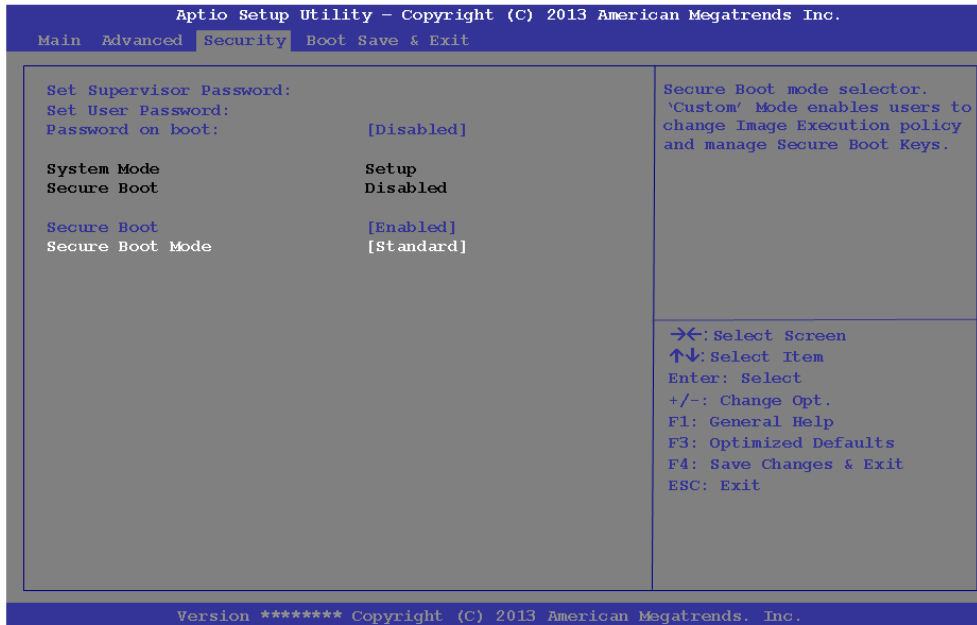 Aptio Setup Utility – Copyright (C) 2013 American Megatrends Inc.
Main Advanced Security Boot Save & Exit
Set Supervisor Password:
Set User Password:
Password on boot: [Disabled]
System Mode Setup
Secure Boot Disabled
Secure Boot [Enabled]
Secure Boot Mode [Standard]
Secure Boot mode selector.
‘Custom’ Mode enables users to
change Image Execution policy
and manage Secure Boot Keys.
→←: Select Screen
↑↓: Select Item
Enter: Select
+/-: Change Opt.
F1: General Help
F3: Optimized Defaults
F4: Save Changes & Exit
ESC: Exit
Version ******** Copyright (C) 2013 American Megatrends. Inc.